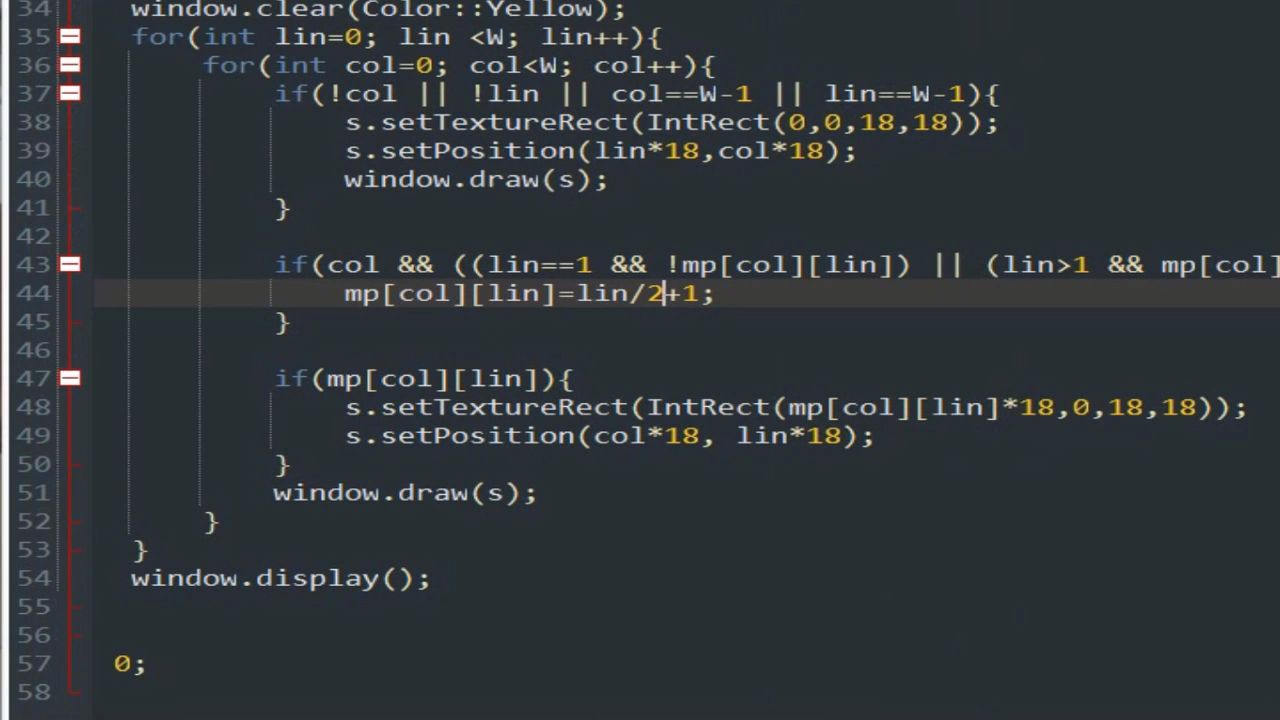 34 window.clear(Color::Yellow);
35 for(int lin=0; lin <W; lin++){
36 for(int col=0; col<W; col++){
37 if(!col || !lin || col==W-1 || lin==W-1){
38 s.setTextureRect(IntRect(0,0,18,18));
39 s.setPosition(lin*18,col*18);
40 window.draw(s);
41 }
42
43 if(col && ((lin==1 && !mp[col][lin]) || (lin>1 && mp[col]
44 mp[col][lin]=lin/2+1;
45 }
46
47 if(mp[col][lin]){
48 s.setTextureRect(IntRect(mp[col][lin]*18,0,18,18));
49 s.setPosition(col*18, lin*18);
50 }
51 window.draw(s);
52 }
53 }
54 window.display();
55
56
57 0;
58